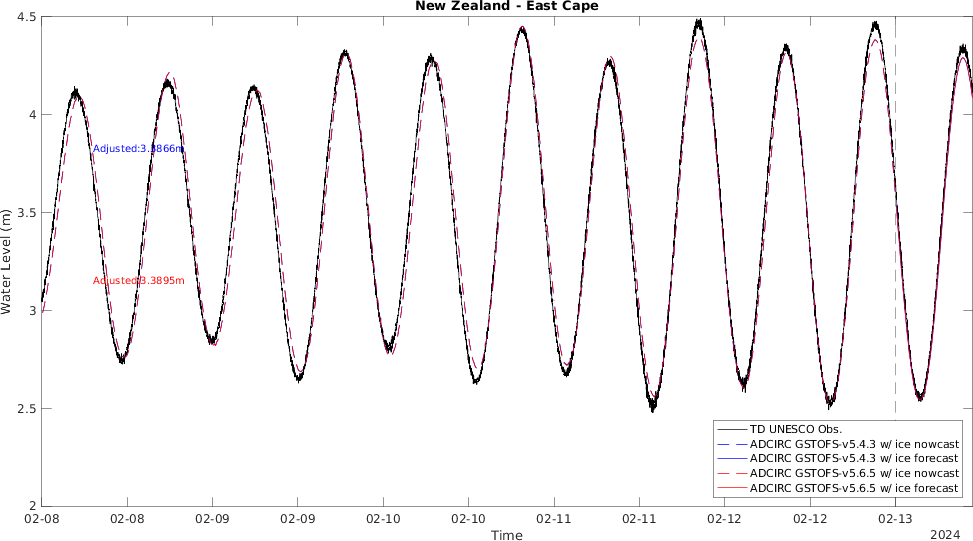 New Zealand - East Cape
4.5
4
3.5
3
2.5
2
Water Level (m)
Adjusted:3.3866m
Adjusted:3.3895m
TD UNESCO Obs.
ADCIRC GSTOFS-v5.4.3 w/ ice nowcast
ADCIRC GSTOFS-v5.4.3 w/ ice forecast
ADCIRC GSTOFS-v5.6.5 w/ ice nowcast
ADCIRC GSTOFS-v5.6.5 w/ ice forecast
02-08 02-08 02-09 02-09 02-10 02-10 02-11 02-11 02-12 02-12 02-13
Time
2024